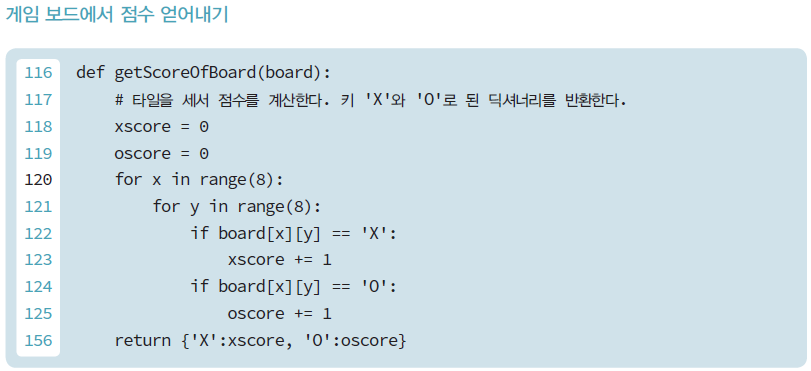 게임 보드에서 점수 얻어내기
116 def getScoreOfBoard(board):
117     # 타일을 세서 점수를 계산한다. 키 'X'와 'O'로 된 딕셔너리를 반환한다.
118     xscore = 0
119     oscore = 0
120     for x in range(8):
121         for y in range(8):
122             if board[x][y] == 'X':
123                 xscore += 1
124             if board[x][y] == 'O':
125                 oscore += 1
156     return {'X':xscore, 'O':oscore}